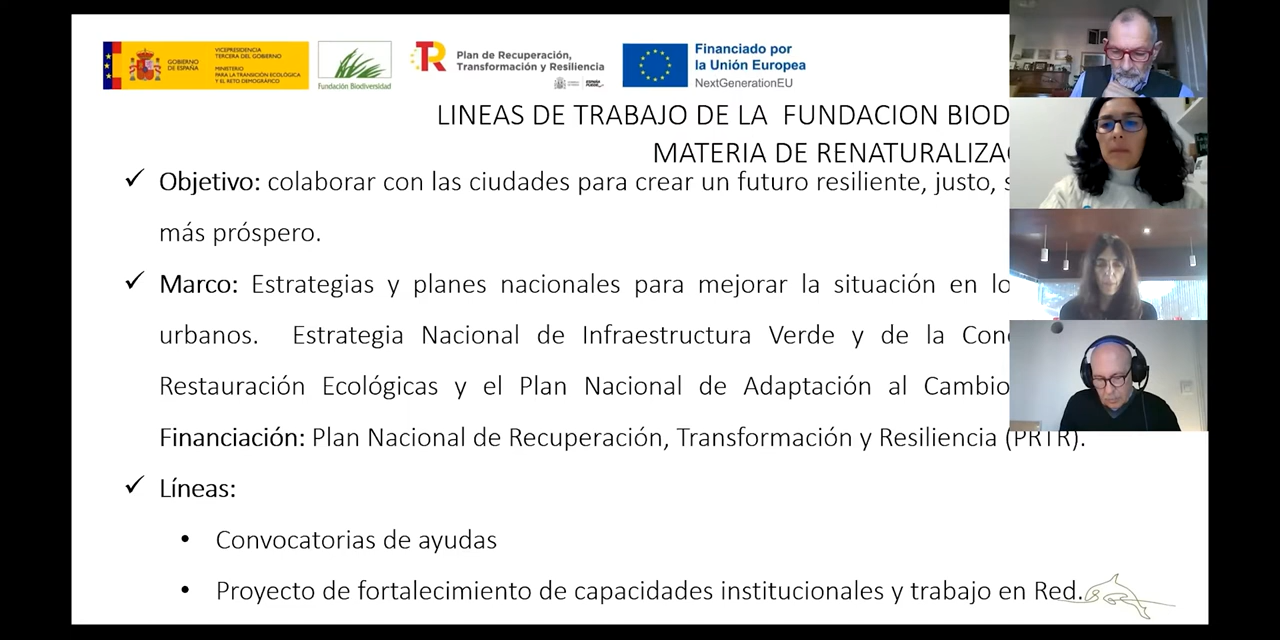 GOBIERNO
DE ESPAÑA
VICEPRESIDENCIA
TERCERA DEL GOBIERNO
MINISTERIO
PARA LA TRANSICIÓN ECOLÓGICA
Y EL RETO DEMOGRÁFICO
Fundación Biodiversidad
Plan de Recuperación,
Transformación y Resiliencia
Financiado por
la Unión Europea
NextGenerationEU
LINEAS DE TRABAJO DE LA FUNDACION BIOD
MATERIA DE RENATURALIZA
✓ Objetivo: colaborar con las ciudades para crear un futuro resiliente, justo,
más próspero.
✓ Marco: Estrategias y planes nacionales para mejorar la situación en lo
urbanos. Estrategia Nacional de Infraestructura Verde y de la Con
Restauración Ecológicas y el Plan Nacional de Adaptación al Cambio
Financiación: Plan Nacional de Recuperación, Transformación y Resiliencia (PRTR).
✓ Líneas:
• Convocatorias de ayudas
• Proyecto de fortalecimiento de capacidades institucionales y trabajo en Red.